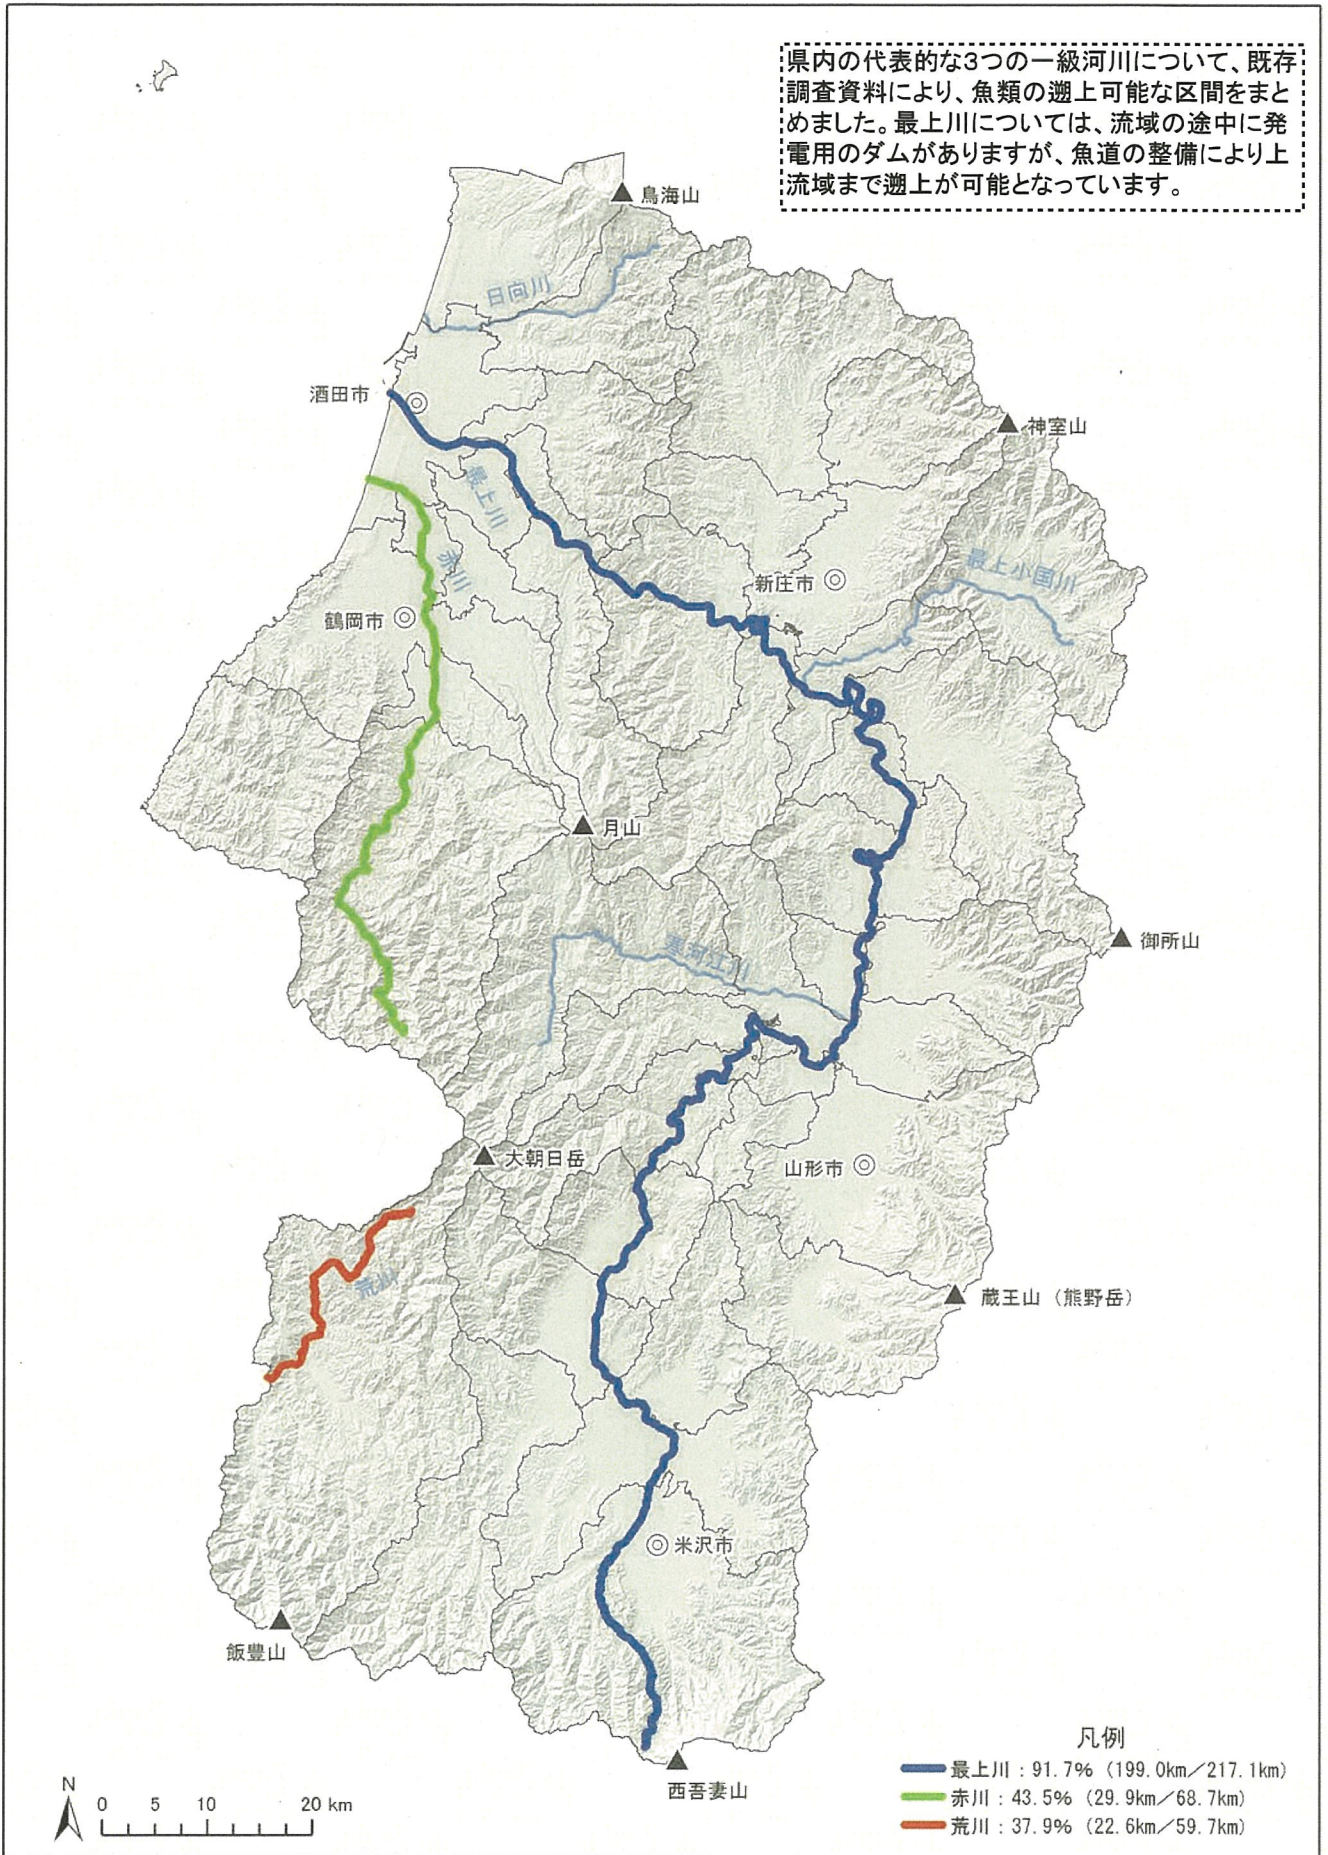 県内の代表的な3つの一級河川について、既存
調査資料により、魚類の遡上可能な区間をまと
めました。最上川については、流域の途中に発
電用のダムがありますが、魚道の整備により上
流域まで遡上が可能となっています。
鳥海山
日向川
酒田市
神室山
最上川
赤川
最上小国川
新庄市
鶴岡市
月山
御所山
寒河江川
大朝日岳
山形市
荒川
蔵王山（熊野岳）
米沢市
飯豊山
西吾妻山
凡例
最上川：91.7%（199.0km／217.1km）
赤川：43.5%（29.9km／68.7km）
荒川：37.9%（22.6km／59.7km）
N
0 5 10 20 km